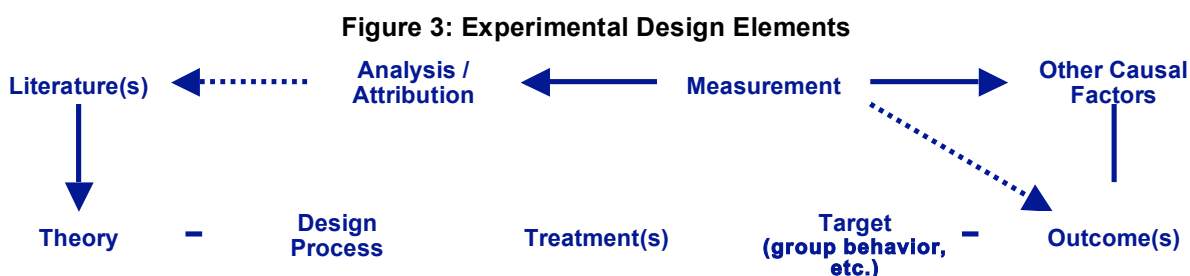 Figure 3: Experimental Design Elements
Literature(s)
Analysis /
Attribution
Measurement
Other Causal
Factors
Theory
Design
Process
Treatment(s)
Target
(group behavior,
etc.)
Outcome(s)